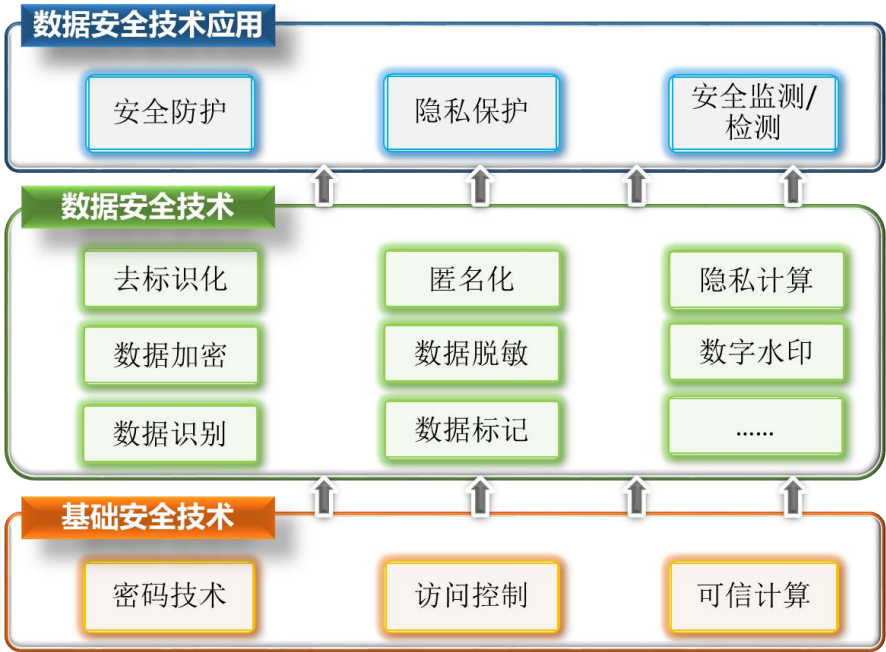 数据安全技术应用
安全防护
隐私保护
安全监测/
检测
数据安全技术
去标识化
匿名化
隐私计算
数据加密
数据脱敏
数字水印
数据识别
数据标记
......
基础安全技术
密码技术
访问控制
可信计算